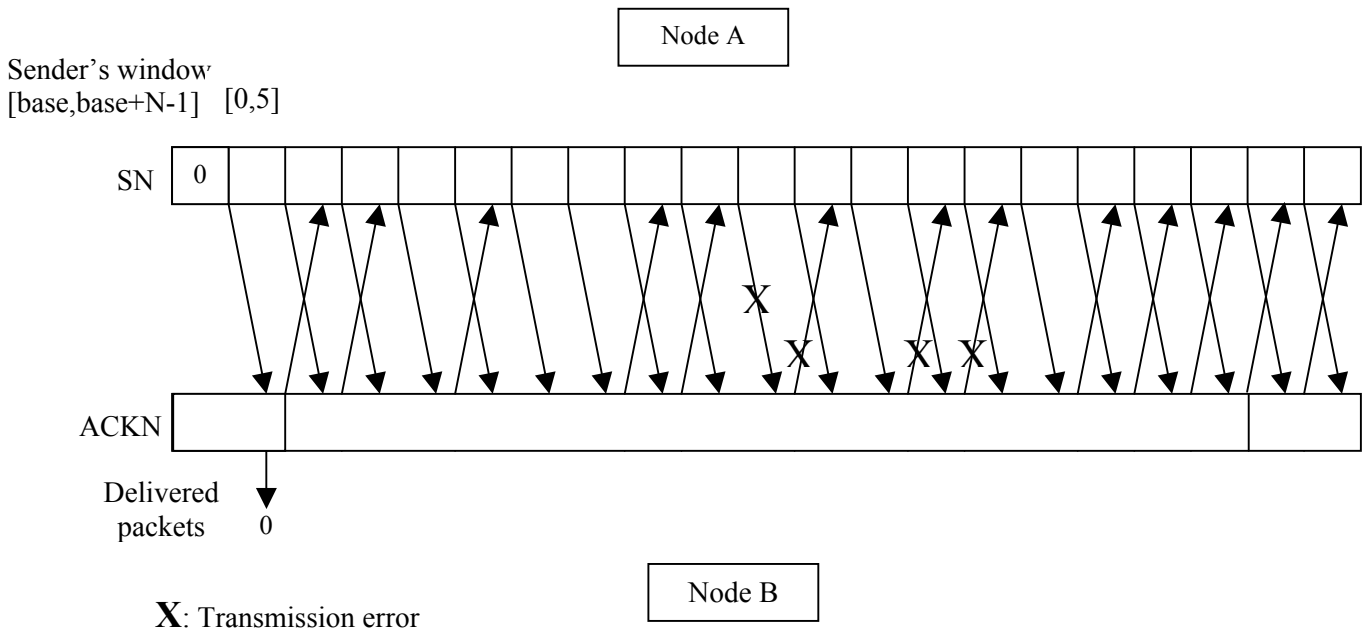 Node A
Sender's window
[base,base+N-1] [0,5]
SN 0
X
X X X
ACKN
Delivered
packets 0
Node B
X: Transmission error